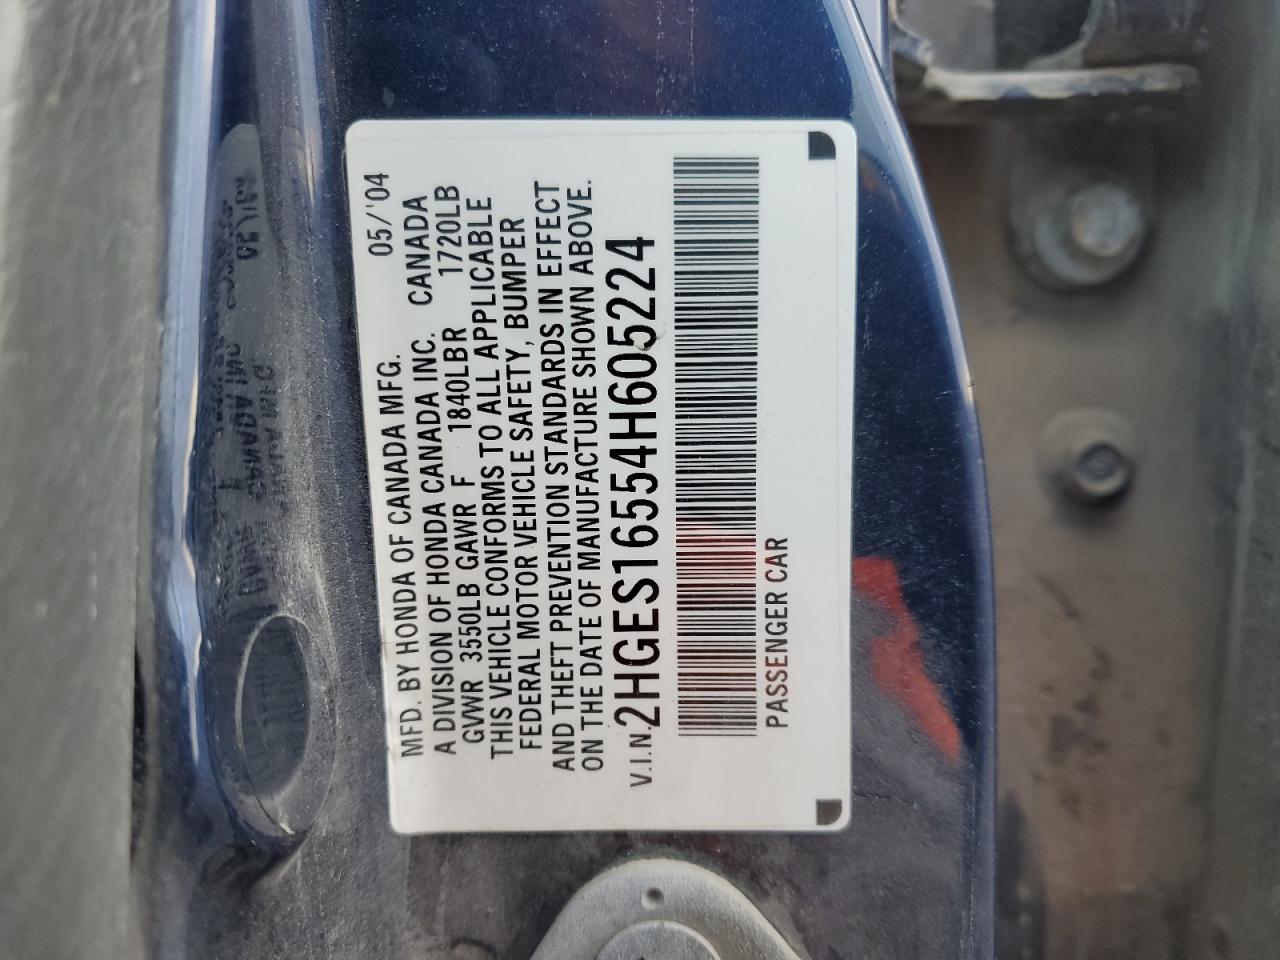 MFD. BY HONDA OF CANADA MFG. 05/'04
A DIVISION OF HONDA CANADA INC. CANADA
GVWR 3550LB GAWR F 1840LBR 1720LB
THIS VEHICLE CONFORMS TO ALL APPLICABLE
FEDERAL MOTOR VEHICLE SAFETY, BUMPER
AND THEFT PREVENTION STANDARDS IN EFFECT
ON THE DATE OF MANUFACTURE SHOWN ABOVE.
V.I.N. 2HGES16554H605224
PASSENGER CAR